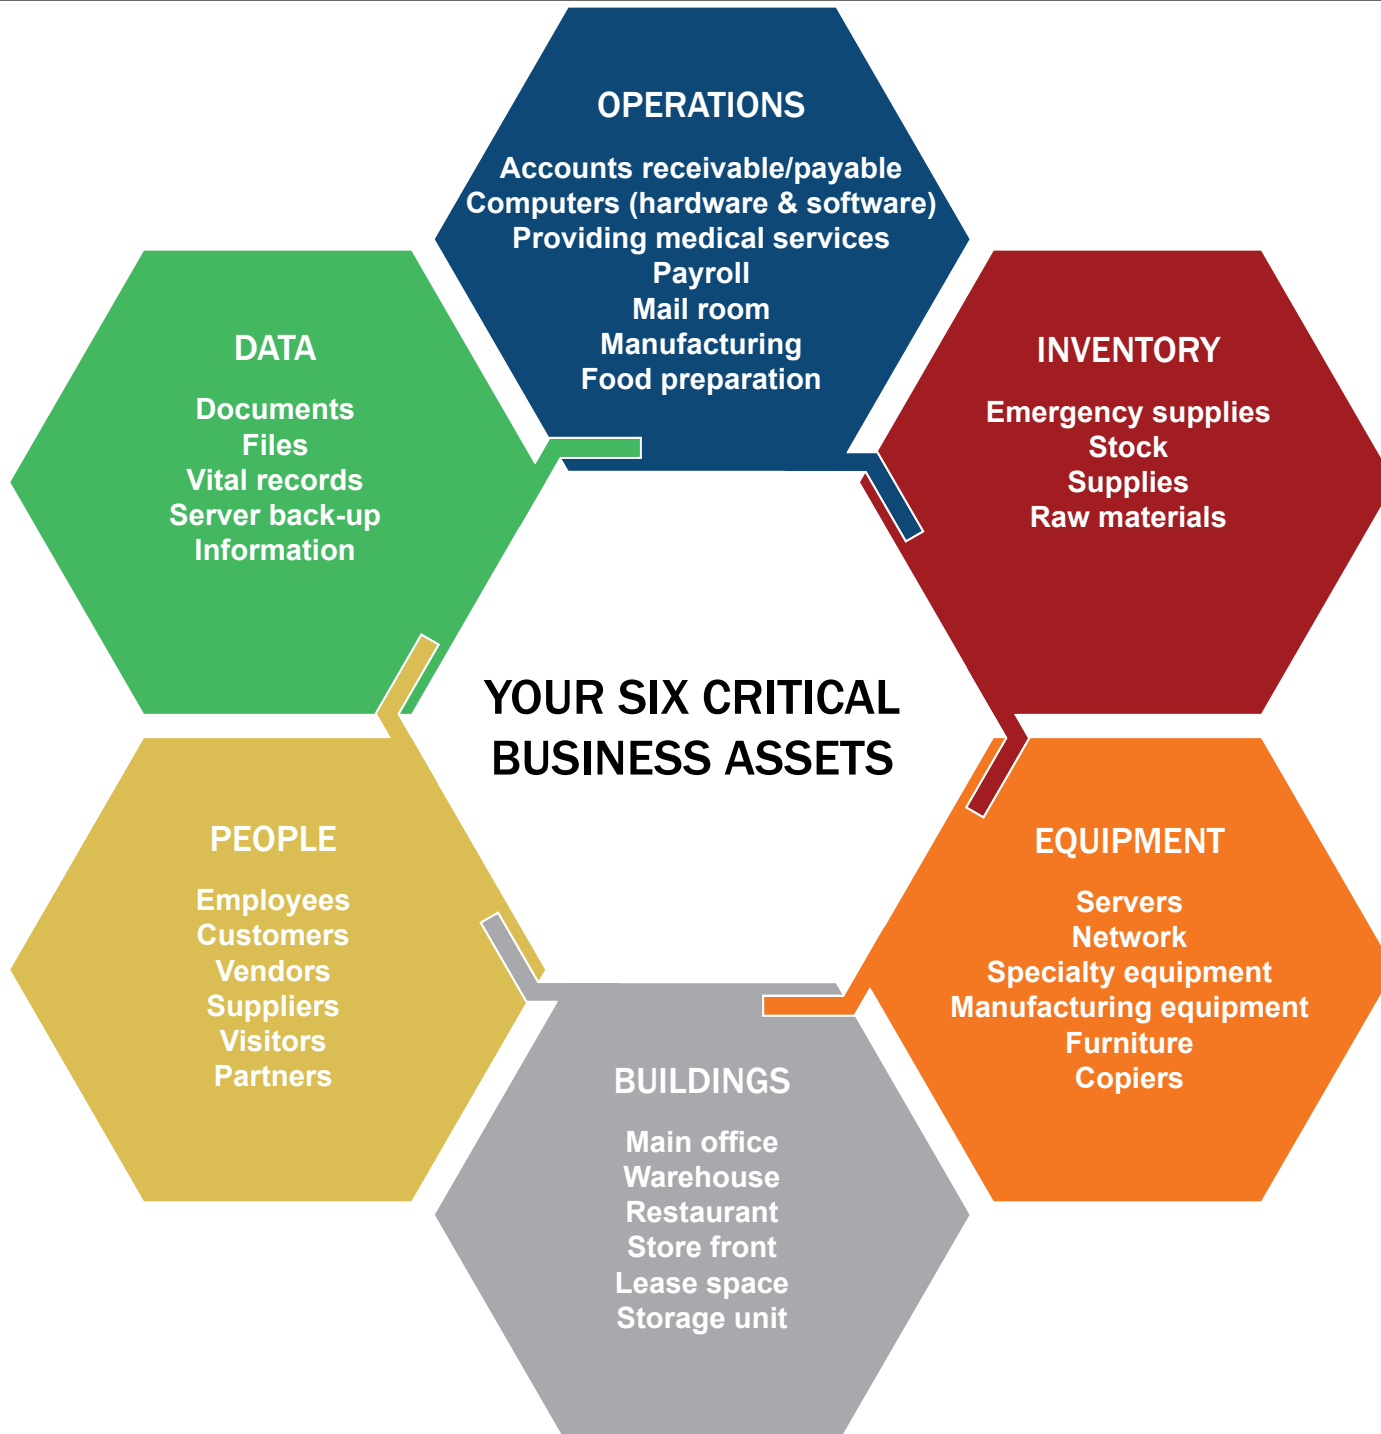 OPERATIONS
Accounts receivable/payable
Computers (hardware & software)
Providing medical services
Payroll
Mail room
Manufacturing
Food preparation
INVENTORY
Emergency supplies
Stock
Supplies
Raw materials
EQUIPMENT
Servers
Network
Specialty equipment
Manufacturing equipment
Furniture
Copiers
BUILDINGS
Main office
Warehouse
Restaurant
Store front
Lease space
Storage unit
PEOPLE
Employees
Customers
Vendors
Suppliers
Visitors
Partners
DATA
Documents
Files
Vital records
Server back-up
Information
YOUR SIX CRITICAL
BUSINESS ASSETS